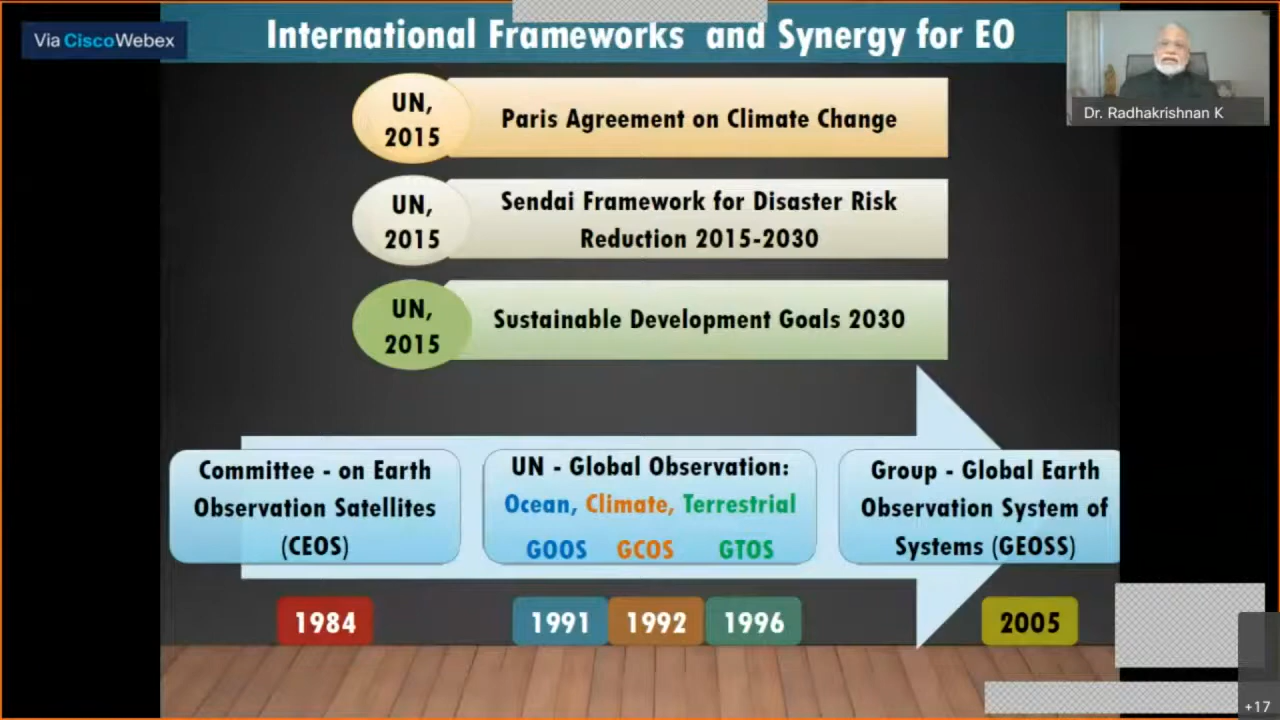 International Frameworks and Synergy for EO
Via Cisco Webex
Dr. Radhakrishnan K
UN,
2015
Paris Agreement on Climate Change
UN,
2015
Sendai Framework for Disaster Risk
Reduction 2015-2030
UN,
2015
Sustainable Development Goals 2030
Committee - on Earth
Observation Satellites
(CEOS)
UN - Global Observation:
Ocean, Climate, Terrestrial
GOOS GCOS GTOS
Group - Global Earth
Observation System of
Systems (GEOSS)
1984
1991
1992
1996
2005
+17